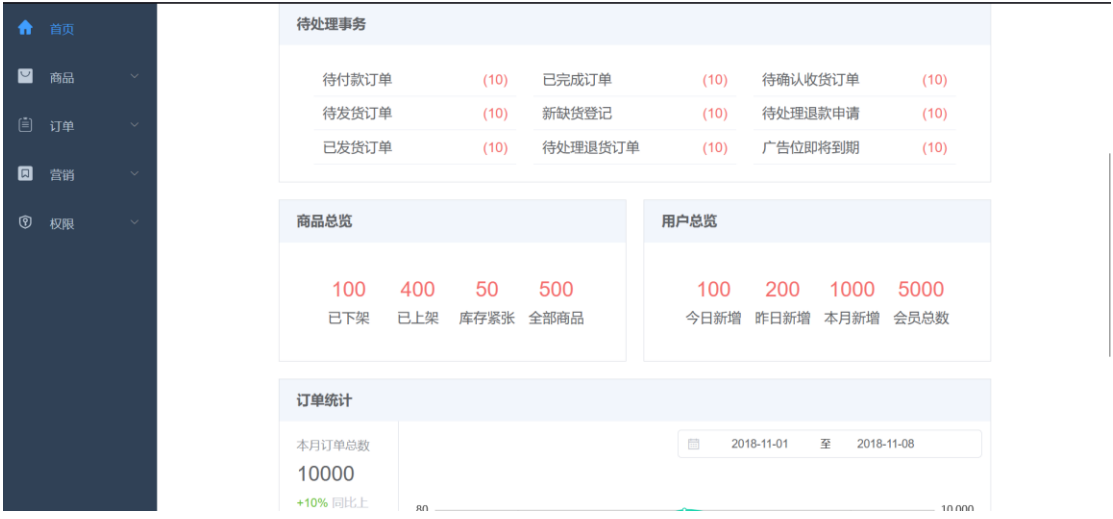 首页
商品
订单
营销
权限
待处理事务
待付款订单 (10) 已完成订单 (10) 待确认收货订单 (10)
待发货订单 (10) 新缺货登记 (10) 待处理退款申请 (10)
已发货订单 (10) 待处理退货订单 (10) 广告位即将到期 (10)
商品总览
100 400 50 500
已下架 已上架 库存紧张 全部商品
用户总览
100 200 1000 5000
今日新增 昨日新增 本月新增 会员总数
订单统计
本月订单总数
10000
+10% 同比上
2018-11-01 至 2018-11-08
80 10,000